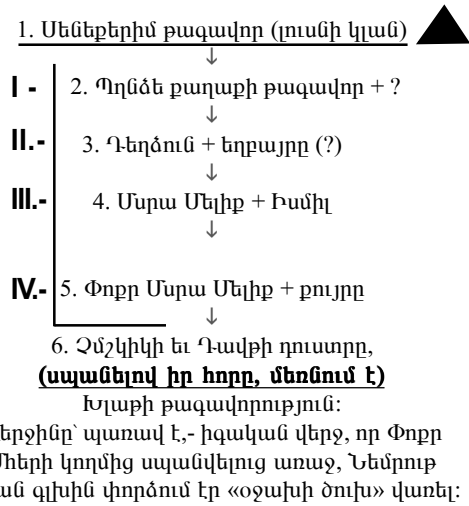 1. Սենեքերիմ թագավոր (լուսնի կլան)
↓
I - 2. Պղնձե քաղաքի թագավոր + ?
↓
II.- 3. Դեղձուն + եղբայրը (?)
↓
III.- 4. Մսրա Մելիք + Իսմիլ
↓
IV.- 5. Փոքր Մսրա Մելիք + քույրը
↓
6. Չմշկիկի եւ Դավթի դուստրը,
(սպանելով իր հորը, մեռնում է)
Խլաթի թագավորություն:
երջինը՝ պառավ է,- իգական վերջ, որ Փոքր
Մհերի կողմից սպանվելուց առաջ, Նեմրութ
ան գլխին փորձում էր «օջախի ծուխ» վառել: